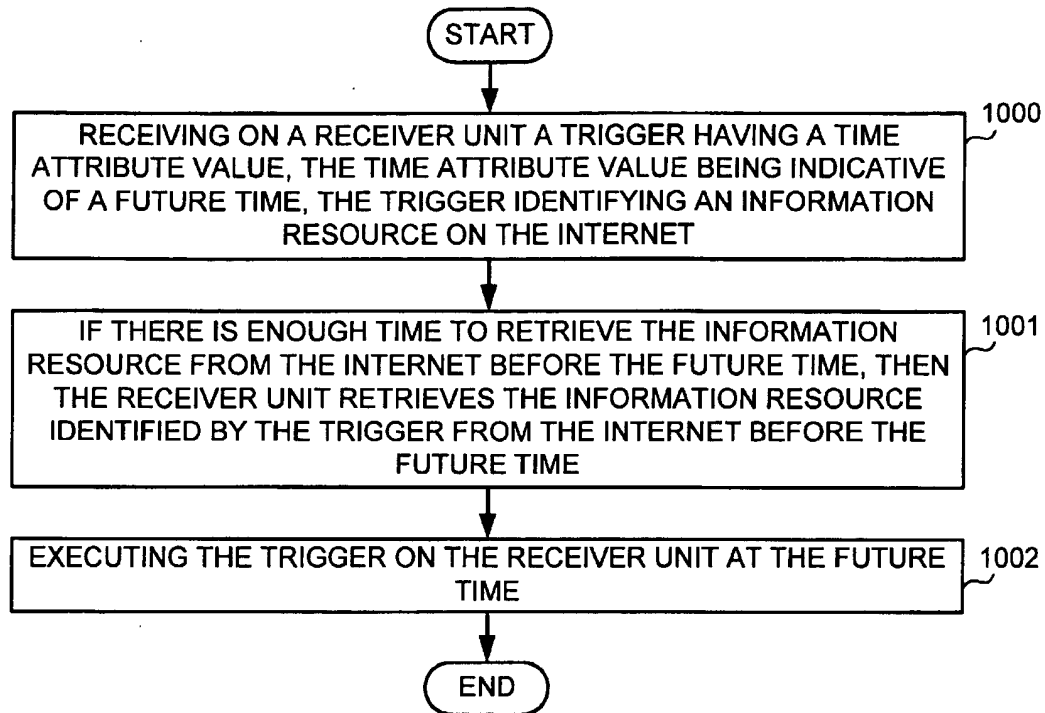 START
1000
RECEIVING ON A RECEIVER UNIT A TRIGGER HAVING A TIME
ATTRIBUTE VALUE, THE TIME ATTRIBUTE VALUE BEING INDICATIVE
OF A FUTURE TIME, THE TRIGGER IDENTIFYING AN INFORMATION
RESOURCE ON THE INTERNET
1001
IF THERE IS ENOUGH TIME TO RETRIEVE THE INFORMATION
RESOURCE FROM THE INTERNET BEFORE THE FUTURE TIME, THEN
THE RECEIVER UNIT RETRIEVES THE INFORMATION RESOURCE
IDENTIFIED BY THE TRIGGER FROM THE INTERNET BEFORE THE
FUTURE TIME
1002
EXECUTING THE TRIGGER ON THE RECEIVER UNIT AT THE FUTURE
TIME
END